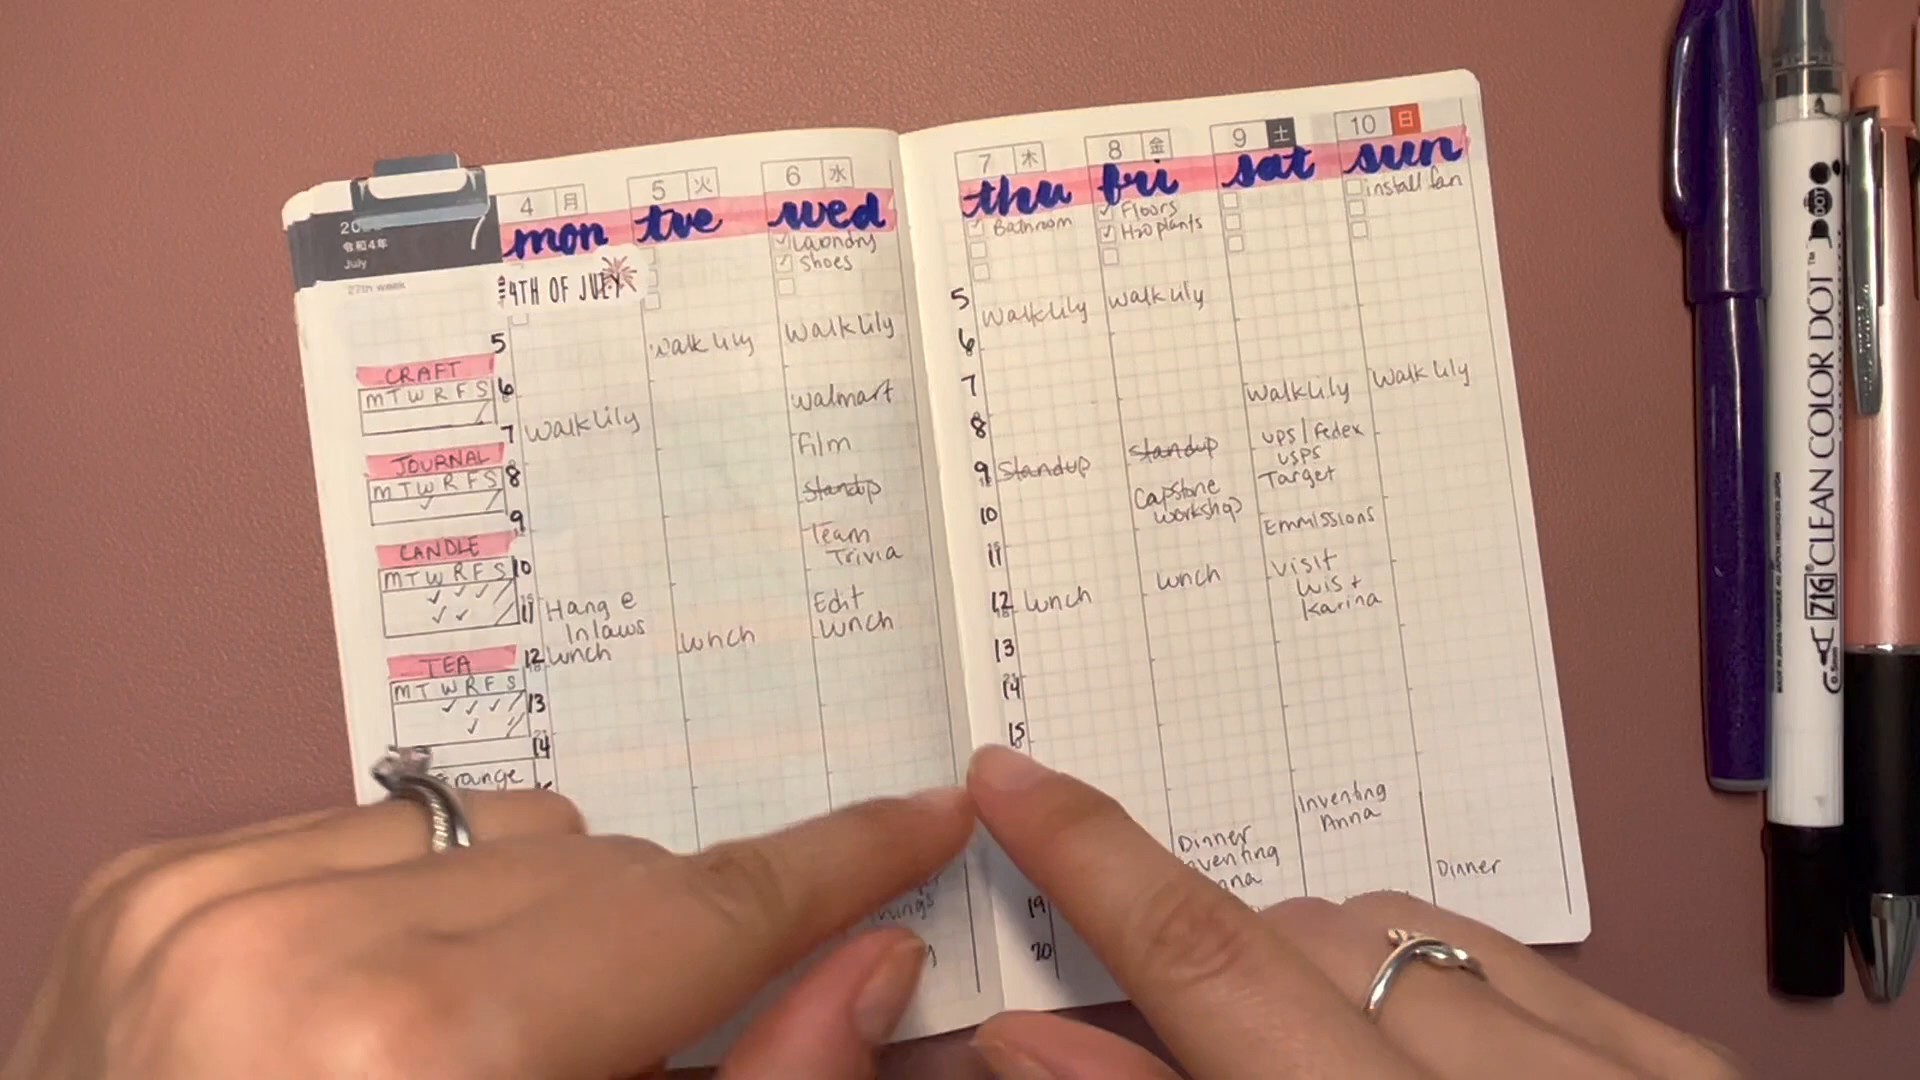 7
令和4年
July
27th week
4 月
5 火
6 水
mon
tue
wed
Laundry
Shoes
4TH OF JULY
CRAFT
M T W R F S
JOURNAL
M T W R F S
CANDLE
M T W R F S
TEA
M T W R F S
5
6
7
8
9
10
11
12
13
14
Walk Lily
Hang e
Inlaws
Lunch
Walk Lily
Lunch
Walk Lily
Walmart
Film
Standup
Team
Trivia
Edit
Lunch
7 木
8 金
9 土
10 日
thu
fri
sat
sun
Bathroom
Floors
H2O plants
install fan
5
6
7
8
9
10
11
12
13
14
15
19
20
Walk Lily
Standup
Lunch
Walk Lily
Standup
Capstone
Workshop
Lunch
Dinner
Walk Lily
UPS / Fedex
USPS
Target
Emmissions
Visit
Wis +
Karina
Inventing
Anna
Walk Lily
Dinner
ZIG CLEAN COLOR DOT™
0.5mm